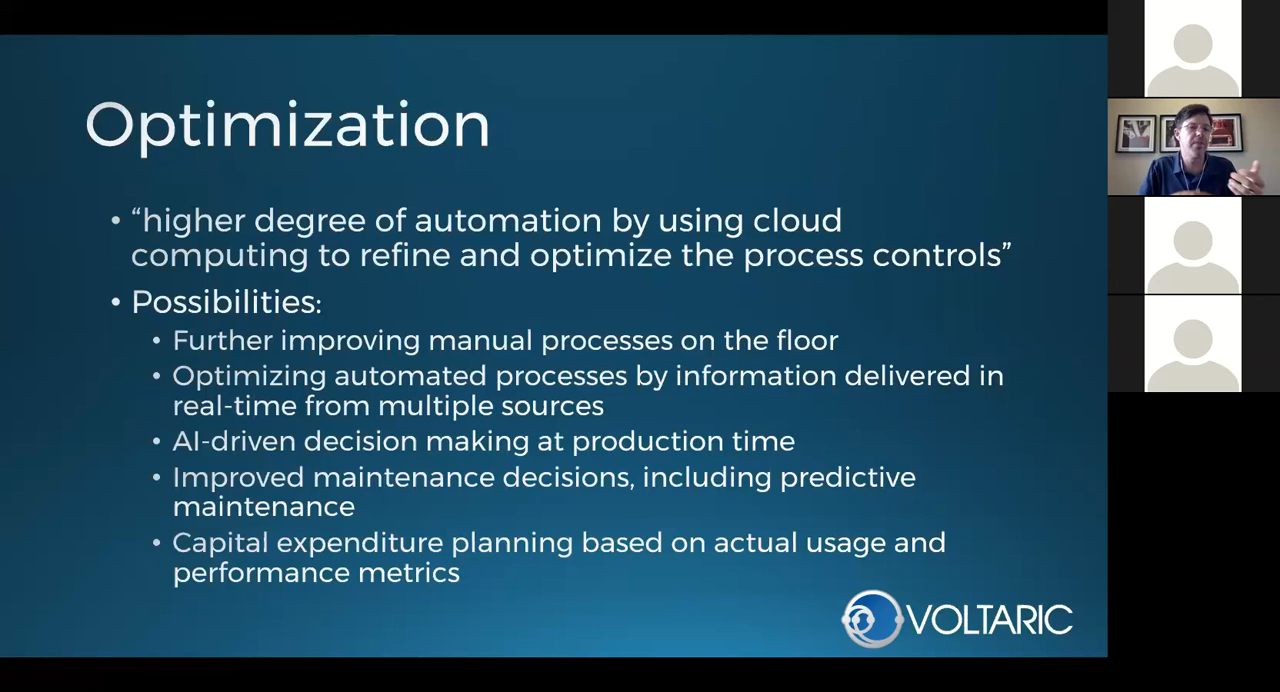 Optimization
• “higher degree of automation by using cloud
computing to refine and optimize the process controls”
• Possibilities:
• Further improving manual processes on the floor
• Optimizing automated processes by information delivered in
real-time from multiple sources
• AI-driven decision making at production time
• Improved maintenance decisions, including predictive
maintenance
• Capital expenditure planning based on actual usage and
performance metrics
VOLTARIC